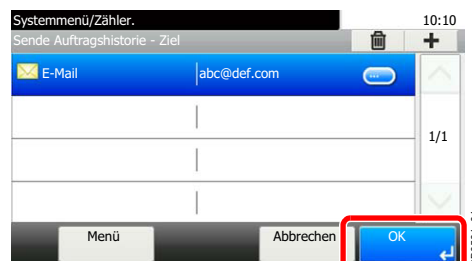 Systemmenü/Zähler.
10:10
Sende Auftragshistorie - Ziel
E-Mail
abc@def.com
1/1
Menü
Abbrechen
OK